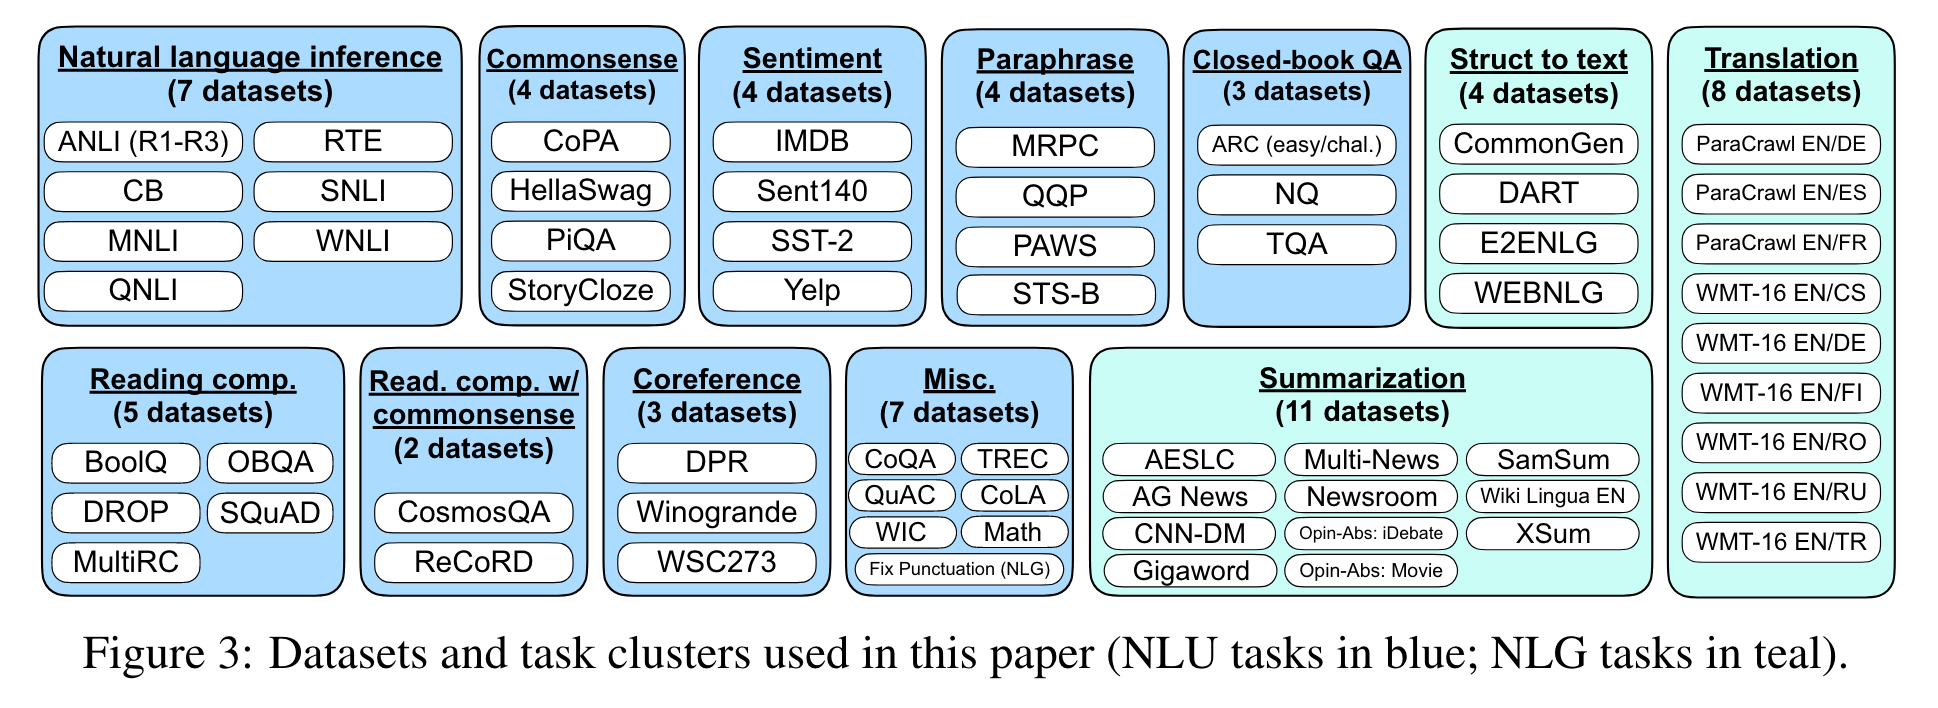 Natural language inference
(7 datasets)
ANLI (R1-R3)
RTE
CB
SNLI
MNLI
WNLI
QNLI
Commonsense
(4 datasets)
CoPA
HellaSwag
PiQA
StoryCloze
Sentiment
(4 datasets)
IMDB
Sent140
SST-2
Yelp
Paraphrase
(4 datasets)
MRPC
QQP
PAWS
STS-B
Closed-book QA
(3 datasets)
ARC (easy/chal.)
NQ
TQA
Struct to text
(4 datasets)
CommonGen
DART
E2ENLG
WEBNLG
Translation
(8 datasets)
ParaCrawl EN/DE
ParaCrawl EN/ES
ParaCrawl EN/FR
WMT-16 EN/CS
WMT-16 EN/DE
WMT-16 EN/FI
WMT-16 EN/RO
WMT-16 EN/RU
WMT-16 EN/TR
Reading comp.
(5 datasets)
BoolQ
OBQA
DROP
SQuAD
MultiRC
Read. comp. w/
commonsense
(2 datasets)
CosmosQA
ReCoRD
Coreference
(3 datasets)
DPR
Winogrande
WSC273
Misc.
(7 datasets)
CoQA
TREC
QuAC
CoLA
WIC
Math
Fix Punctuation (NLG)
Summarization
(11 datasets)
AESLC
Multi-News
SamSum
AG News
Newsroom
Wiki Lingua EN
CNN-DM
Opin-Abs: iDebate
XSum
Gigaword
Opin-Abs: Movie
Figure 3: Datasets and task clusters used in this paper (NLU tasks in blue; NLG tasks in teal).